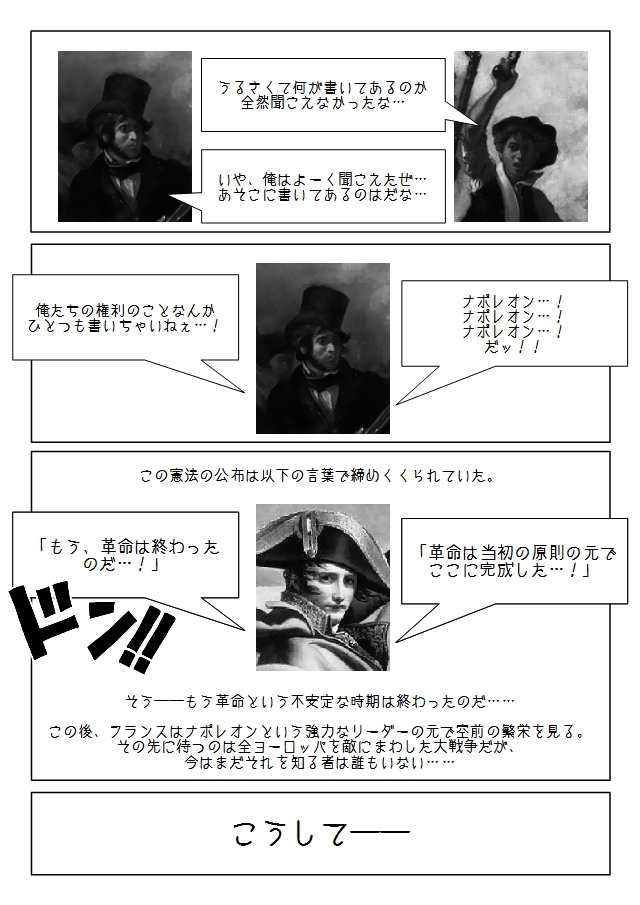 うるさくて何が書いてあるのか
全然聞こえなかったな…
いや、俺はよーく聞こえたぜ…
あそこに書いてあるのはだな…
俺たちの権利のことなんか
ひとつも書いちゃいねぇ…！
ナポレオン…！
ナポレオン…！
ナポレオン…！
だッ！！
この憲法の公布は以下の言葉で締めくくられていた。
「もう、革命は終わった
のだ…！」
「革命は当初の原則の元で
ここに完成した…！」
ドン!!
そう――もう革命という不安定な時期は終わったのだ……
この後、フランスはナポレオンという強力なリーダーの元で空前の繁栄を見る。
その先に待つのは全ヨーロッパを敵にまわした大戦争だが、
今はまだそれを知る者は誰もいない……
こうして――